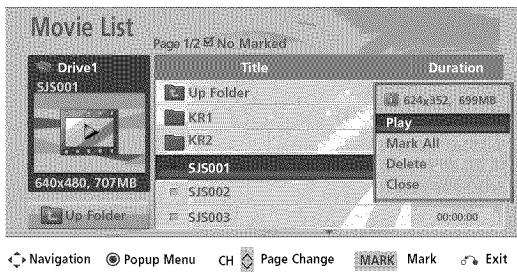 Movie List
Page 1/2 No Marked
Drive1
SJS001
640x480, 707MB
Up Folder
Title
Duration
Up Folder
KR1
KR2
SJS001
SJS002
SJS003
00:00:00
624x352, 699MB
Play
Mark All
Delete
Close
Navigation Popup Menu CH Page Change MARK Mark Exit